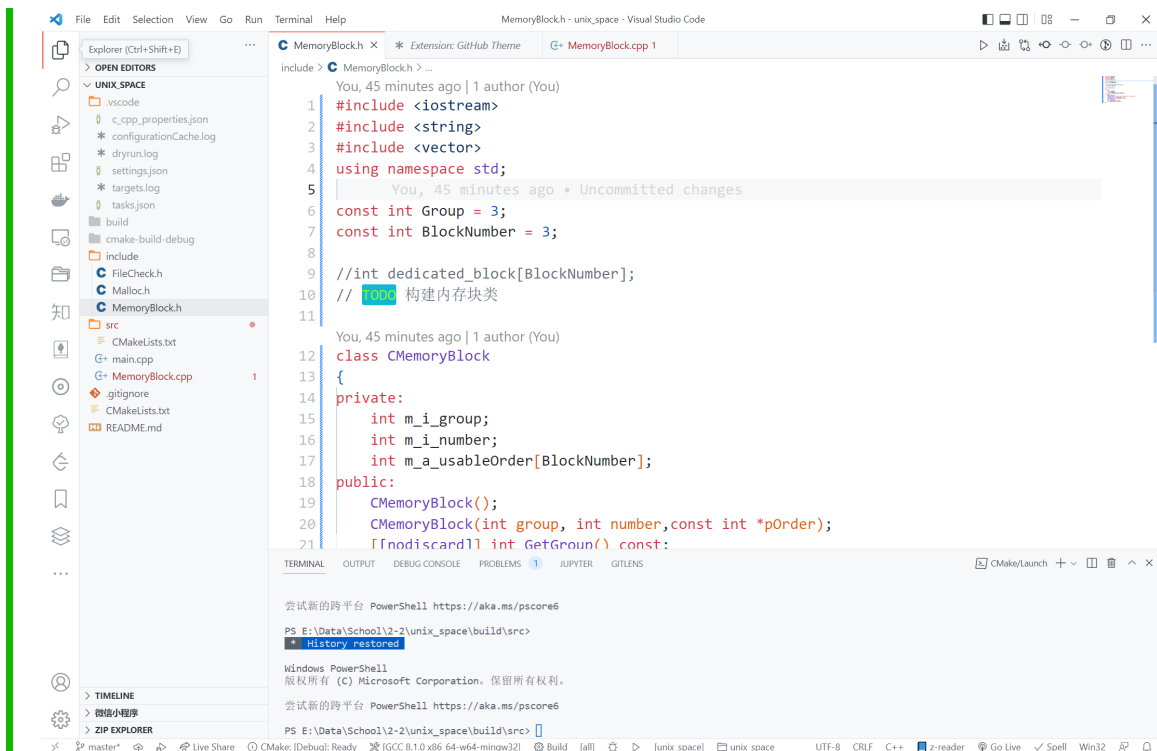 File Edit Selection View Go Run Terminal Help MemoryBlock.h - unix_space - Visual Studio Code
Explorer (Ctrl+Shift+E)
OPEN EDITORS
UNIX_SPACE
.vscode
c_cpp_properties.json
configurationCache.log
dryrun.log
settings.json
targets.log
tasks.json
build
cmake-build-debug
include
FileCheck.h
Malloc.h
MemoryBlock.h
src
CMakeLists.txt
main.cpp
MemoryBlock.cpp 1
.gitignore
CMakeLists.txt
README.md
TIMELINE
微信小程序
ZIP EXPLORER
知
MemoryBlock.h Extension: GitHub Theme MemoryBlock.cpp 1
include > MemoryBlock.h > ...
You, 45 minutes ago | 1 author (You)
1 #include <iostream>
2 #include <string>
3 #include <vector>
4 using namespace std;
5 You, 45 minutes ago • Uncommitted changes
6 const int Group = 3;
7 const int BlockNumber = 3;
8
9 //int dedicated_block[BlockNumber];
10 // TODO 构建内存块类
11
You, 45 minutes ago | 1 author (You)
12 class CMemoryBlock
13 {
14 private:
15 int m_i_group;
16 int m_i_number;
17 int m_a_usableOrder[BlockNumber];
18 public:
19 CMemoryBlock();
20 CMemoryBlock(int group, int number,const int *pOrder);
21 [[nodiscard]] int GetGroup() const;
TERMINAL OUTPUT DEBUG CONSOLE PROBLEMS 1 JUPYTER GITLENS CMake/Launch
尝试新的跨平台 PowerShell https://aka.ms/pscore6
PS E:\Data\School\2-2\unix_space\build\src>
* History restored
Windows PowerShell
版权所有 (C) Microsoft Corporation。保留所有权利。
尝试新的跨平台 PowerShell https://aka.ms/pscore6
PS E:\Data\School\2-2\unix_space\build\src>
master* Live Share CMake: [Debug]: Ready [GCC 8.1.0 x86_64-w64-mingw32] Build [all] [unix_space] unix_space UTF-8 CRLF C++ z-reader Go Live Spell Win32